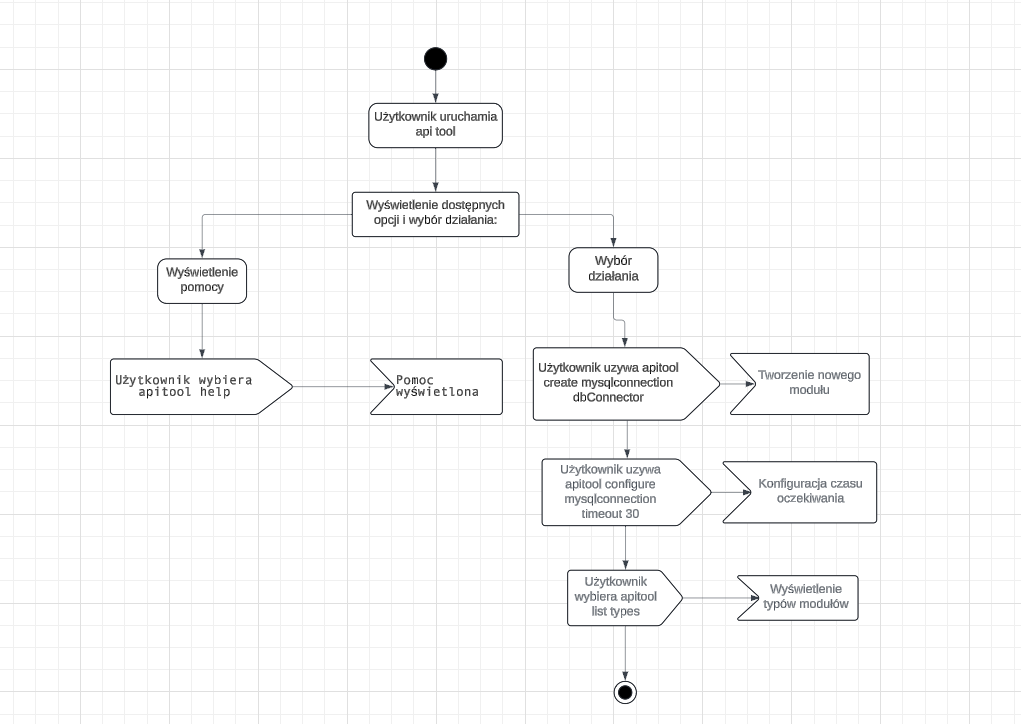 Użytkownik uruchamia
api tool
Wyświetlenie dostępnych
opcji i wybór działania:
Wyświetlenie
pomocy
Wybór
działania
Użytkownik wybiera
apitool help
Pomoc
wyświetlona
Użytkownik uzywa apitool
create mysqlconnection
dbConnector
Tworzenie nowego
modułu
Użytkownik uzywa
apitool configure
mysqlconnection
timeout 30
Konfiguracja czasu
oczekiwania
Użytkownik
wybiera apitool
list types
Wyświetlenie
typów modułów